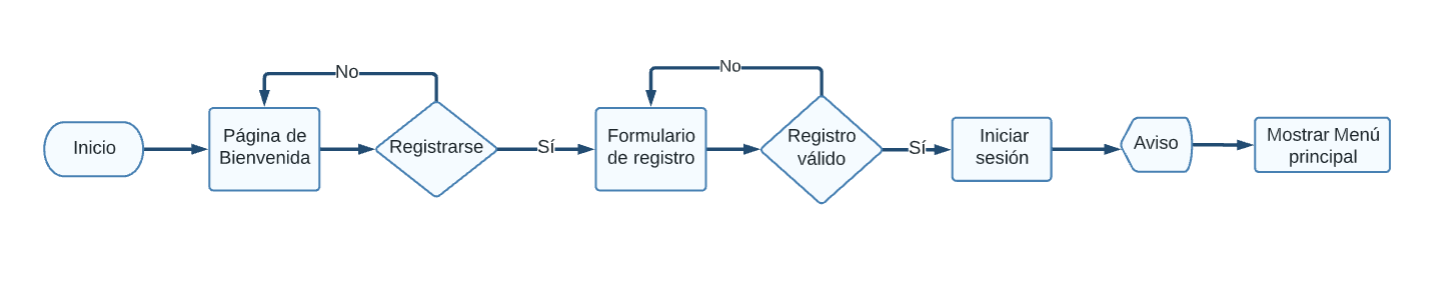 No
No
Inicio
Página de
Bienvenida
Registrarse
Sí
Formulario
de registro
Registro
válido
Sí
Iniciar
sesión
Aviso
Mostrar Menú
principal